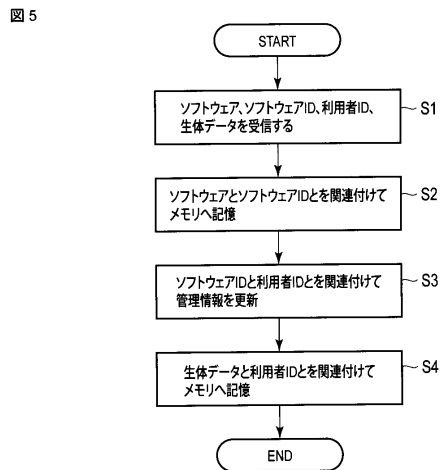 図 5
START
ソフトウェア、ソフトウェアID、利用者ID、
生体データを受信する
S1
ソフトウェアとソフトウェアIDとを関連付けて
メモリへ記憶
S2
ソフトウェアIDと利用者IDとを関連付けて
管理情報を更新
S3
生体データと利用者IDとを関連付けて
メモリへ記憶
S4
END